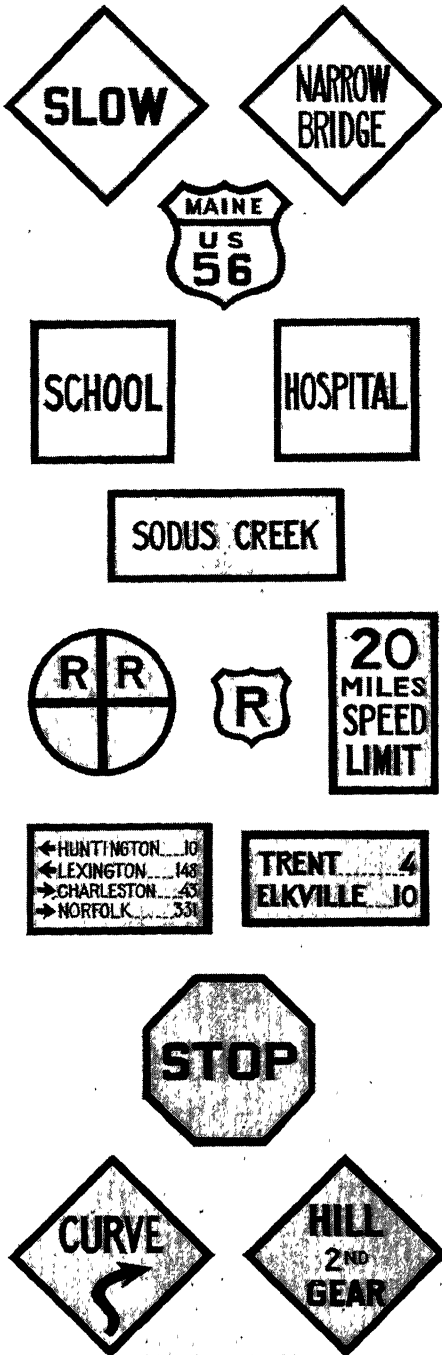 SLOW
NARROW
BRIDGE
MAINE
US
56
SCHOOL
HOSPITAL
SODUS CREEK
R R
R
20
MILES
SPEED
LIMIT
←HUNTINGTON....10
←LEXINGTON....148
→CHARLESTON....43
→NORFOLK....331
TRENT....4
ELKVILLE....10
STOP
CURVE
HILL
2ND
GEAR